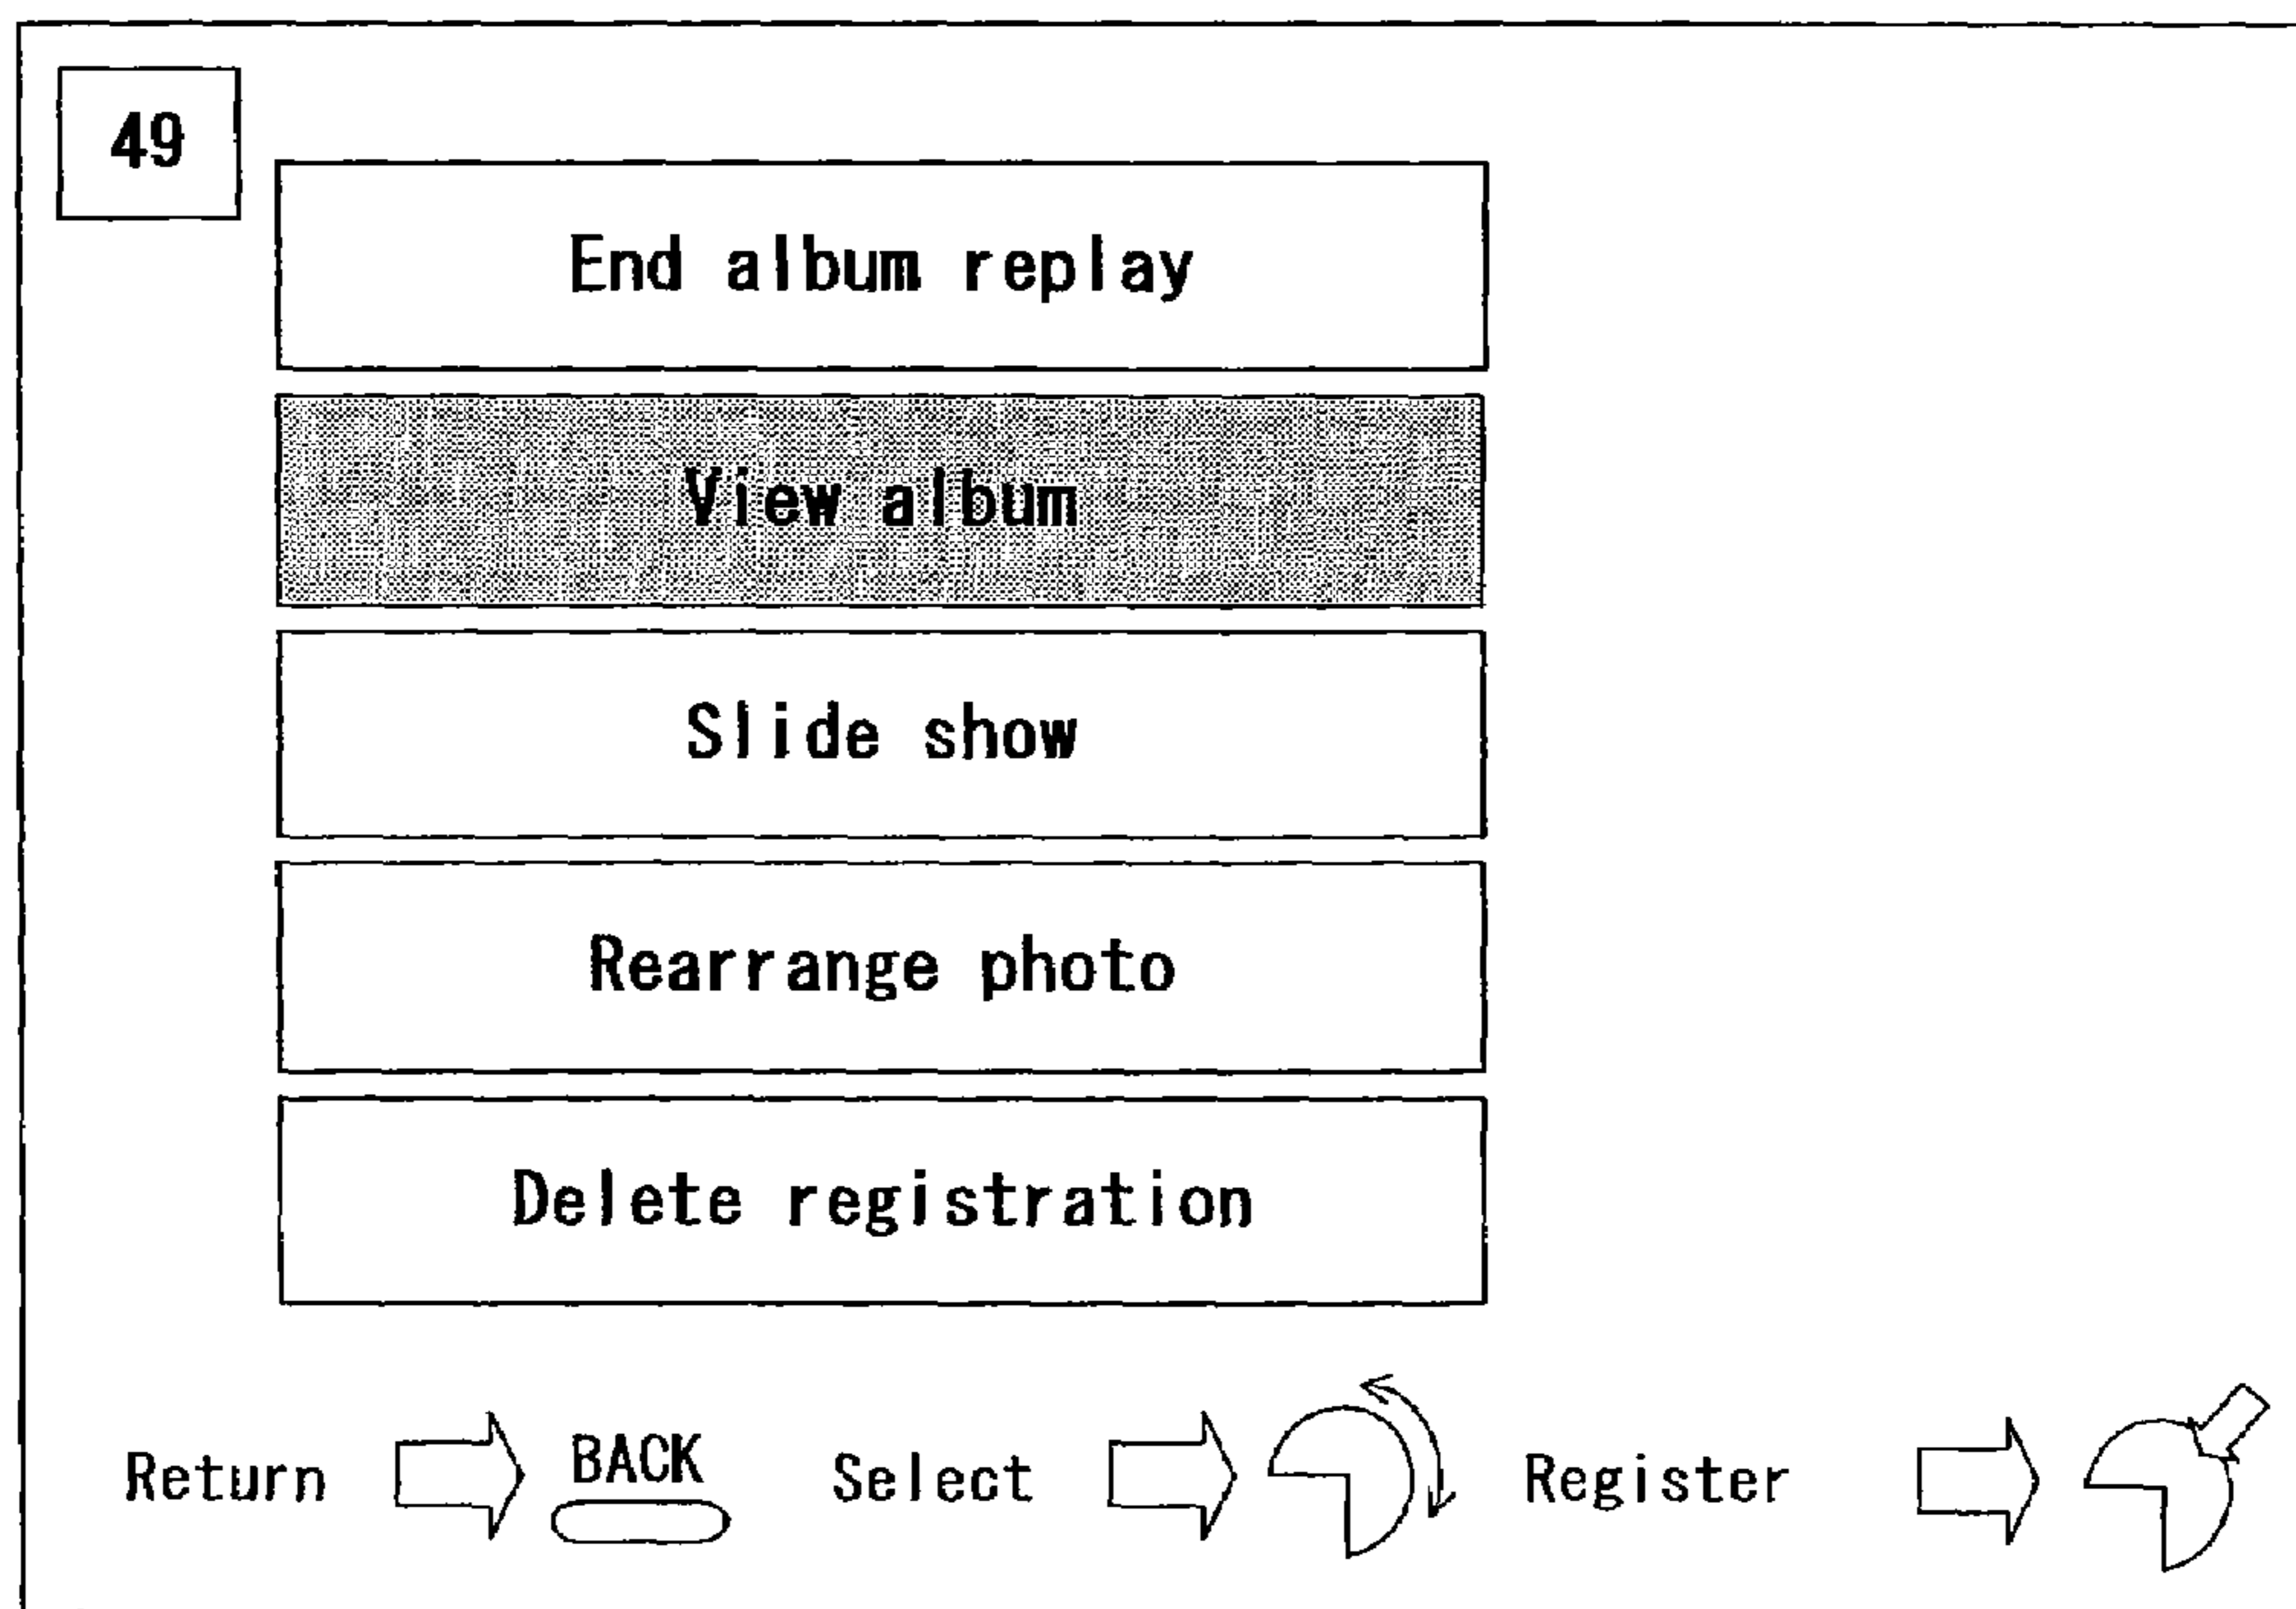 49
End album replay
View album
Slide show
Rearrange photo
Delete registration
Return BACK Select Register